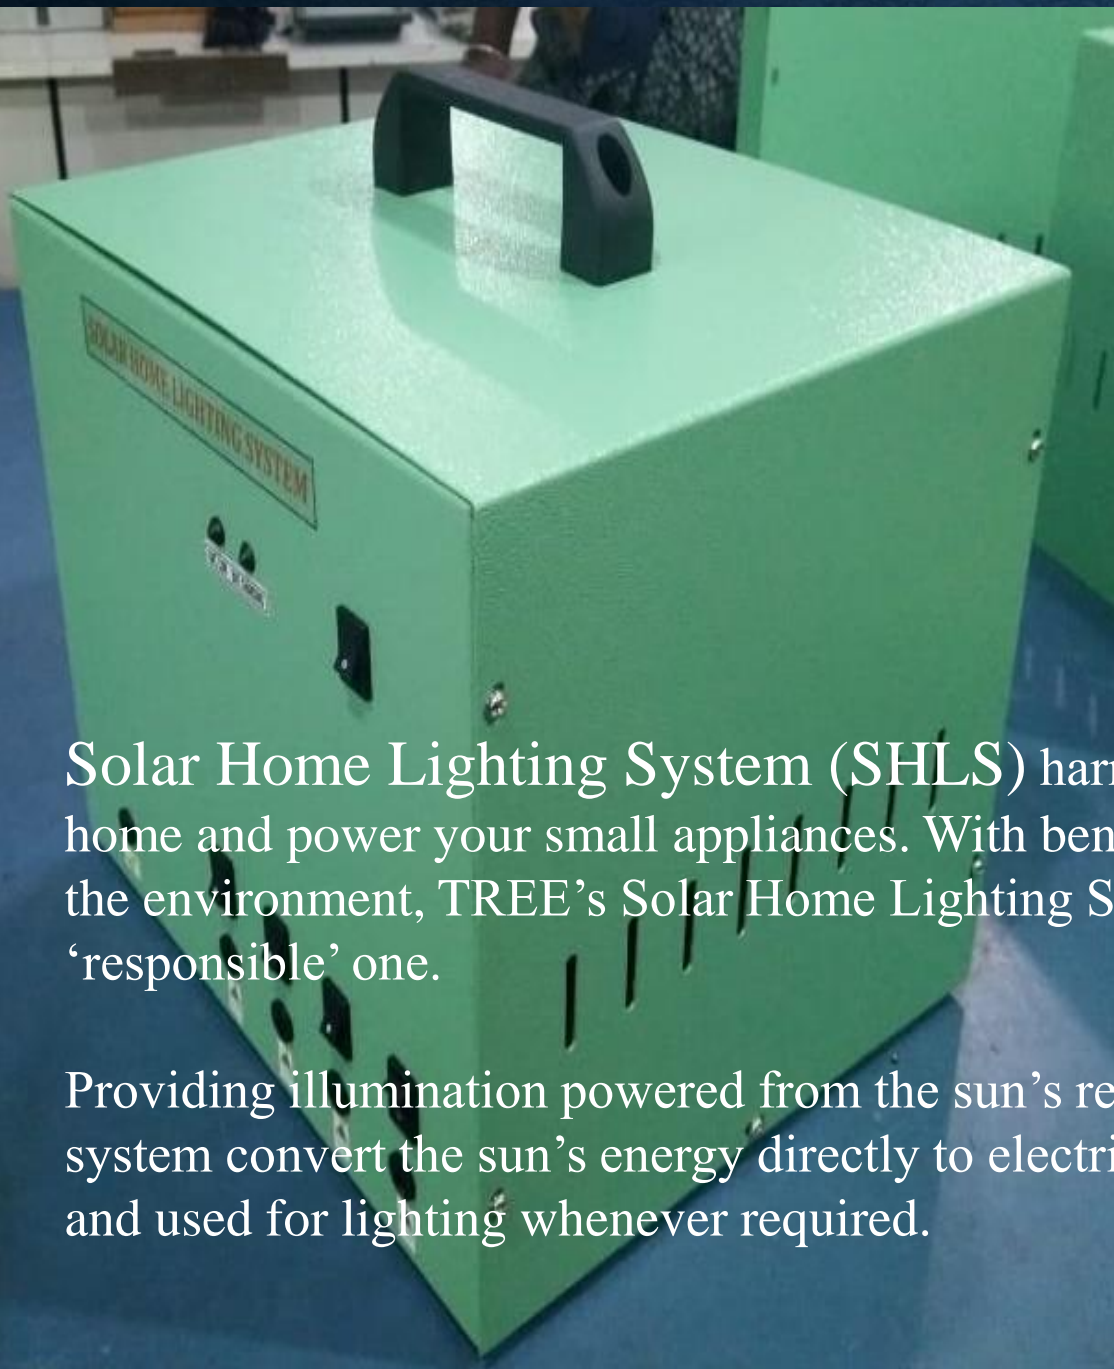 SOLAR HOME LIGHTING SYSTEM
Solar Home Lighting System (SHLS) harn
home and power your small appliances. With ben
the environment, TREE’s Solar Home Lighting S
‘responsible’ one.
Providing illumination powered from the sun’s re
system convert the sun’s energy directly to electri
and used for lighting whenever required.